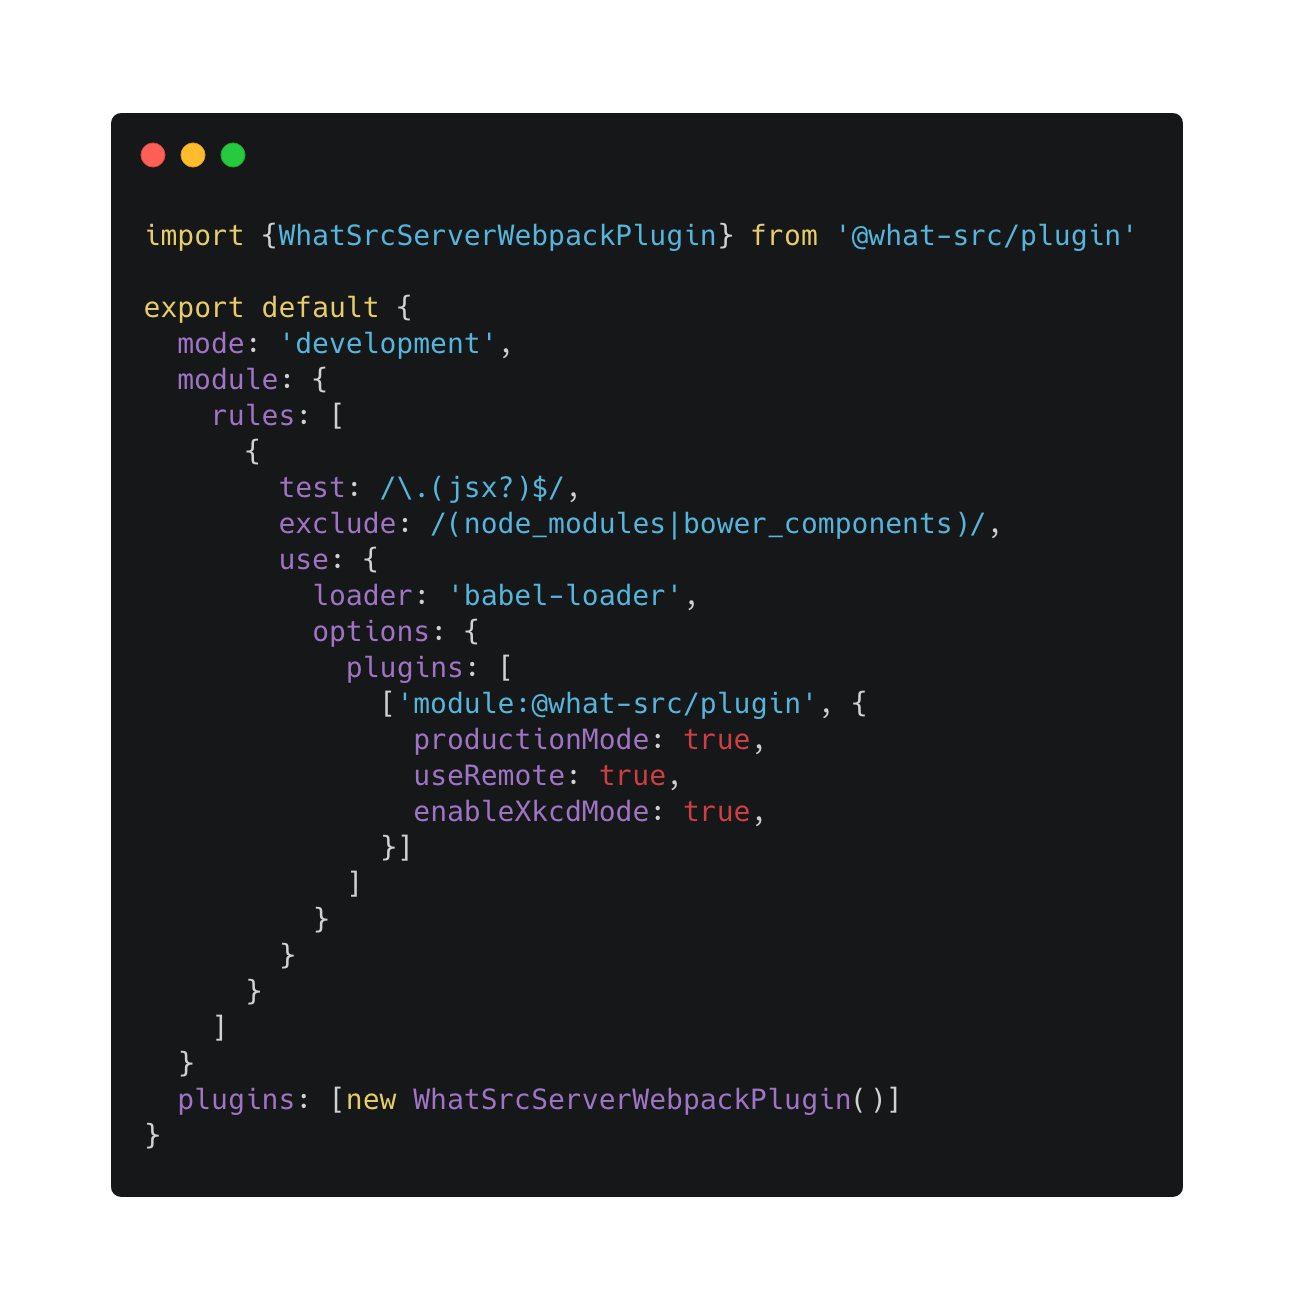 import {WhatSrcServerWebpackPlugin} from '@what-src/plugin'

export default {
  mode: 'development',
  module: {
    rules: [
      {
        test: /\.(jsx?)$/,
        exclude: /(node_modules|bower_components)/,
        use: {
          loader: 'babel-loader',
          options: {
            plugins: [
              ['module:@what-src/plugin', {
                productionMode: true,
                useRemote: true,
                enableXkcdMode: true,
              }]
            ]
          }
        }
      }
    ]
  }
  plugins: [new WhatSrcServerWebpackPlugin()]
}